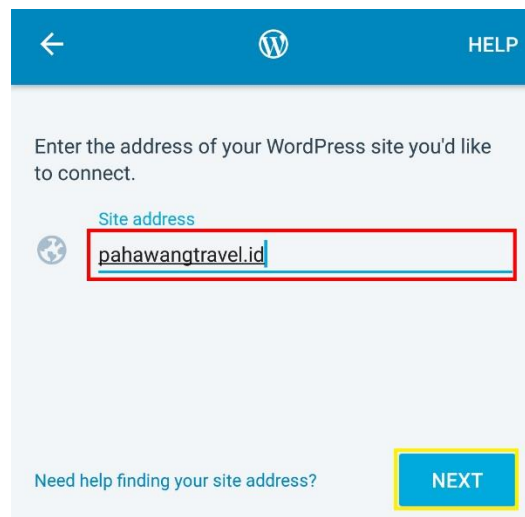 HELP
Enter the address of your WordPress site you'd like
to connect.
Site address
pahawangtravel.id
Need help finding your site address?
NEXT